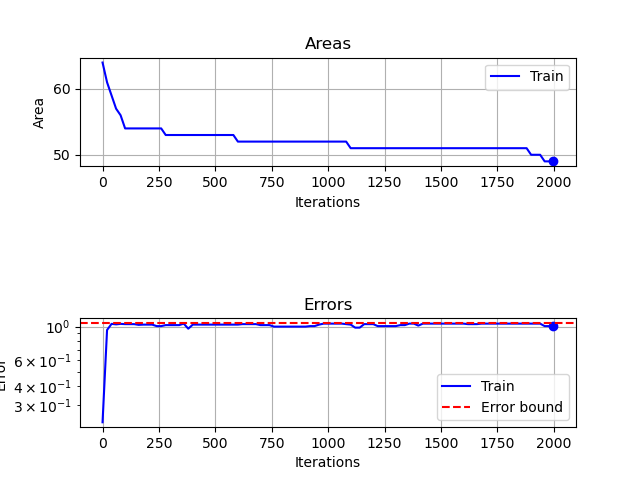 Areas
Train
60
50
Area
0 250 500 750 1000 1250 1500 1750 2000
Iterations
Errors
10⁰
6 × 10⁻¹
4 × 10⁻¹
3 × 10⁻¹
Error
Train
Error bound
0 250 500 750 1000 1250 1500 1750 2000
Iterations